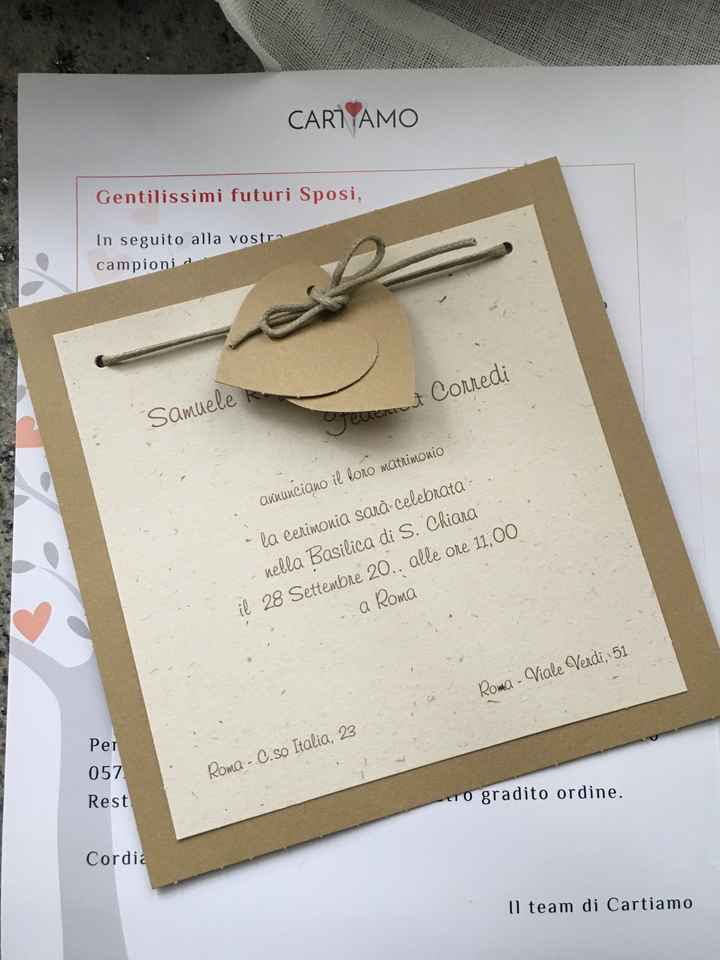 CARTIAMO
Gentilissimi futuri Sposi,
In seguito alla vostra
campioni
Samuele
Federica Corredi
annunciano il loro matrimonio
la cerimonia sarà celebrata
nella Basilica di S. Chiara
il 28 Settembre 20.. alle ore 11,00
a Roma
Roma - Viale Verdi, 51
Roma - C.so Italia, 23
057
gradito ordine.
Il team di Cartiamo